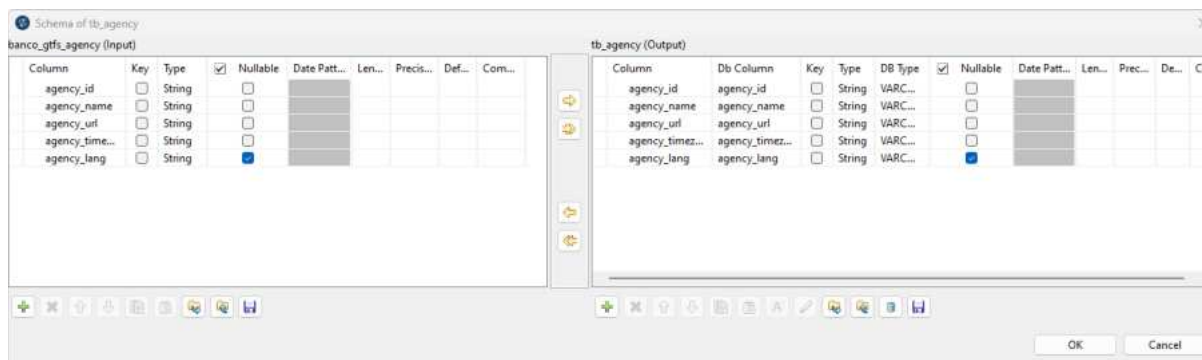 Schema of tb_agency
banco_gtfs_agency (Input)
Column Key Type Nullable Date Patt... Len... Precis... Def... Com...
agency_id String
agency_name String
agency_url String
agency_time... String
agency_lang String
tb_agency (Output)
Column Db Column Key Type DB Type Nullable Date Patt... Len... Prec... De... C
agency_id agency_id String VARC...
agency_name agency_name String VARC...
agency_url agency_url String VARC...
agency_timez... agency_timez... String VARC...
agency_lang agency_lang String VARC...
OK Cancel